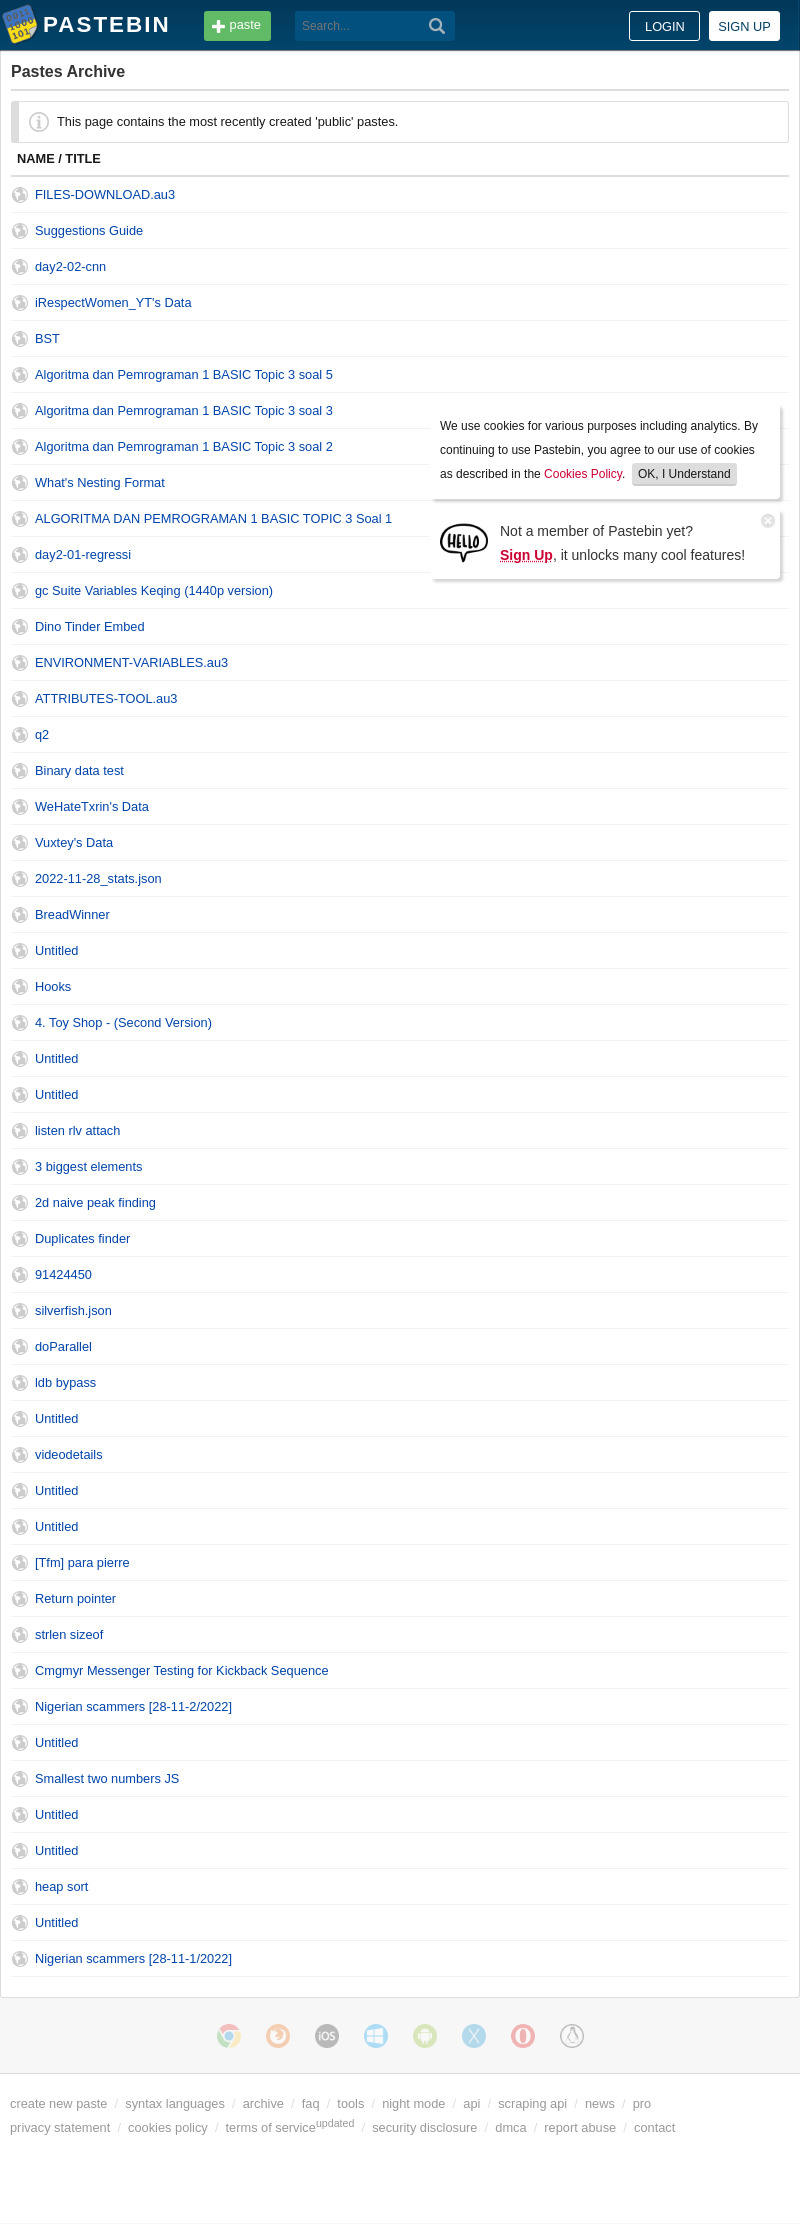 PASTEBIN paste Search... LOGIN SIGN UP
Pastes Archive
This page contains the most recently created 'public' pastes.
NAME / TITLE
FILES-DOWNLOAD.au3
Suggestions Guide
day2-02-cnn
iRespectWomen_YT's Data
BST
Algoritma dan Pemrograman 1 BASIC Topic 3 soal 5
Algoritma dan Pemrograman 1 BASIC Topic 3 soal 3
Algoritma dan Pemrograman 1 BASIC Topic 3 soal 2
What's Nesting Format
ALGORITMA DAN PEMROGRAMAN 1 BASIC TOPIC 3 Soal 1
day2-01-regressi
gc Suite Variables Keqing (1440p version)
We use cookies for various purposes including analytics. By
continuing to use Pastebin, you agree to our use of cookies
as described in the Cookies Policy. OK, I Understand
HELLO
Not a member of Pastebin yet?
Sign Up, it unlocks many cool features!
Dino Tinder Embed
ENVIRONMENT-VARIABLES.au3
ATTRIBUTES-TOOL.au3
q2
Binary data test
WeHateTxrin's Data
Vuxtey's Data
2022-11-28_stats.json
BreadWinner
Untitled
Hooks
4. Toy Shop - (Second Version)
Untitled
Untitled
listen rlv attach
3 biggest elements
2d naive peak finding
Duplicates finder
91424450
silverfish.json
doParallel
ldb bypass
Untitled
videodetails
Untitled
Untitled
[Tfm] para pierre
Return pointer
strlen sizeof
Cmgmyr Messenger Testing for Kickback Sequence
Nigerian scammers [28-11-2/2022]
Untitled
Smallest two numbers JS
Untitled
Untitled
heap sort
Untitled
Nigerian scammers [28-11-1/2022]
iOS
create new paste / syntax languages / archive / faq / tools / night mode / api / scraping api / news / pro
privacy statement / cookies policy / terms of serviceupdated / security disclosure / dmca / report abuse / contact